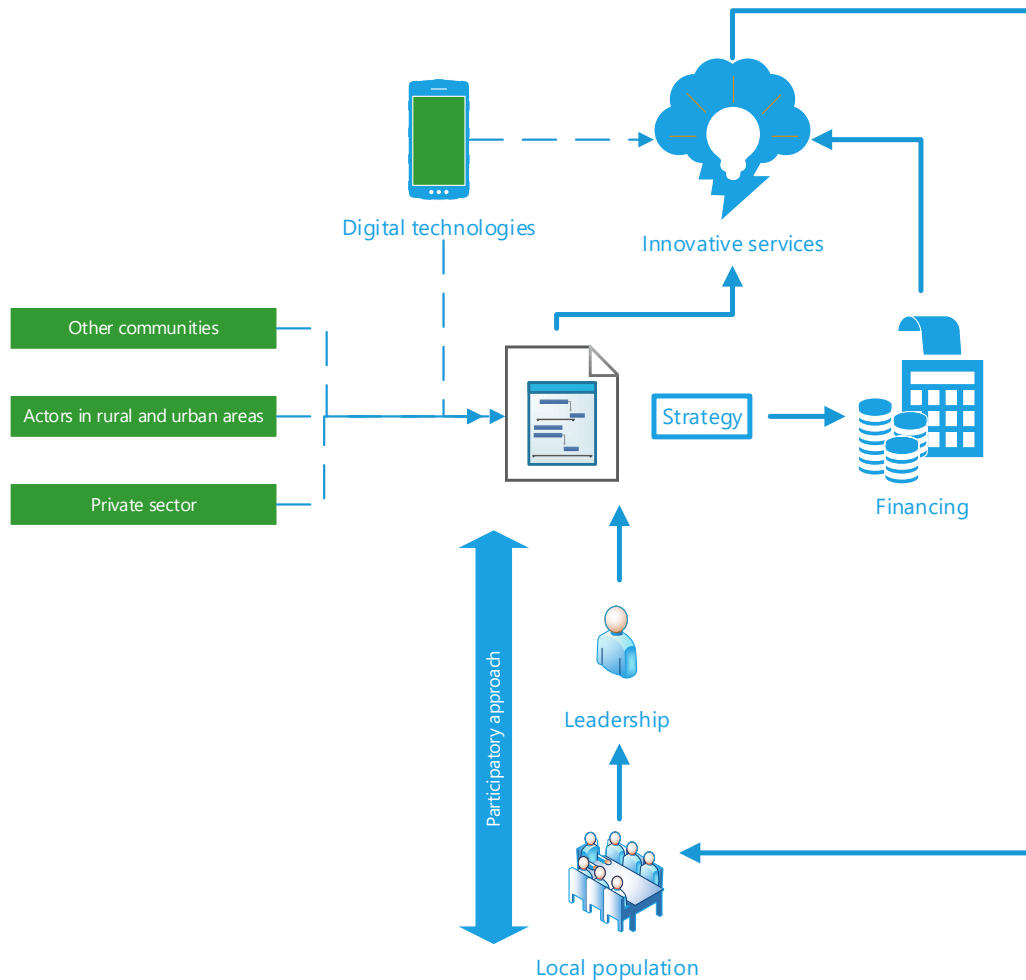 Digital technologies
Innovative services
Other communities
Actors in rural and urban areas
Strategy
Private sector
Financing
Participatory approach
Leadership
Local population